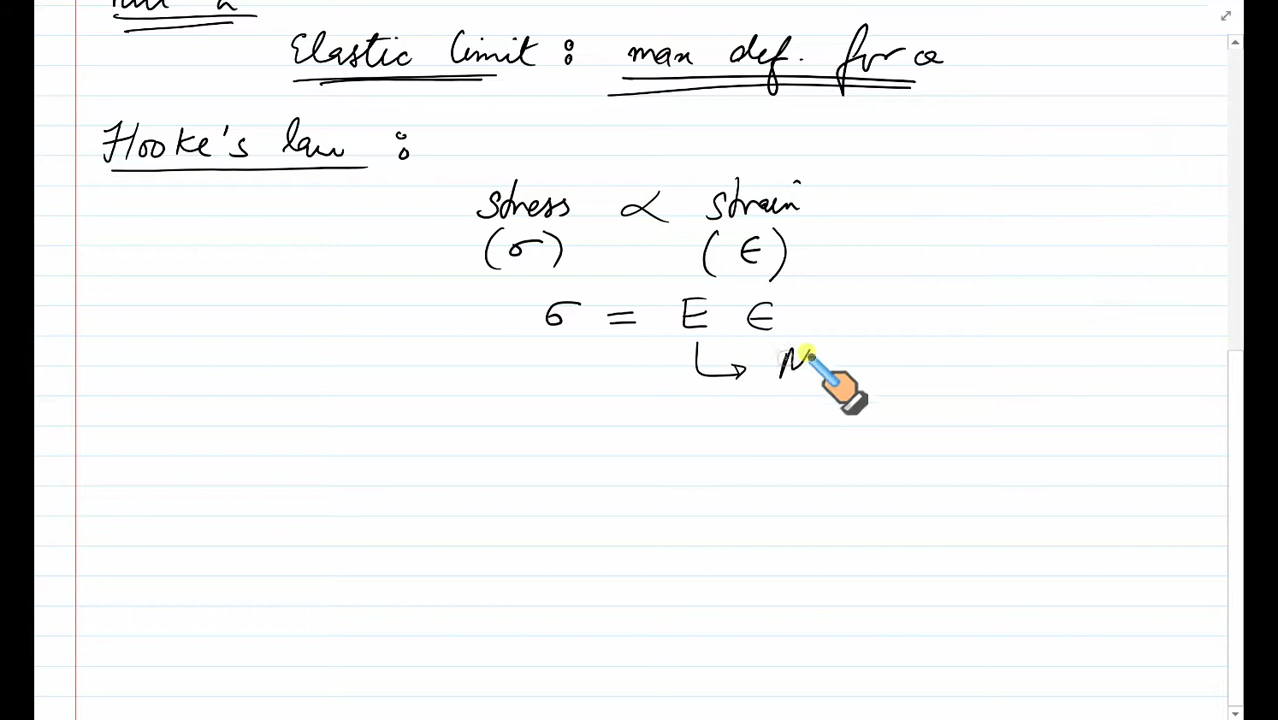 Elastic limit : max def. force
Hooke's law :
stress ∝ strain
(σ) (ϵ)
σ = E ϵ
↳